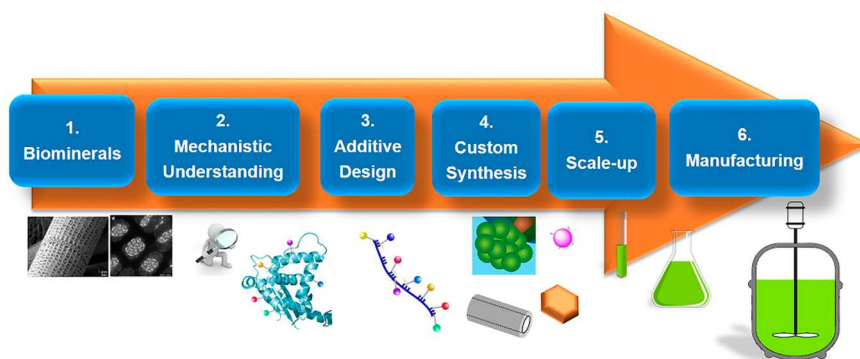 1.
Biominerals
2.
Mechanistic
Understanding
3.
Additive
Design
4.
Custom
Synthesis
5.
Scale-up
6.
Manufacturing